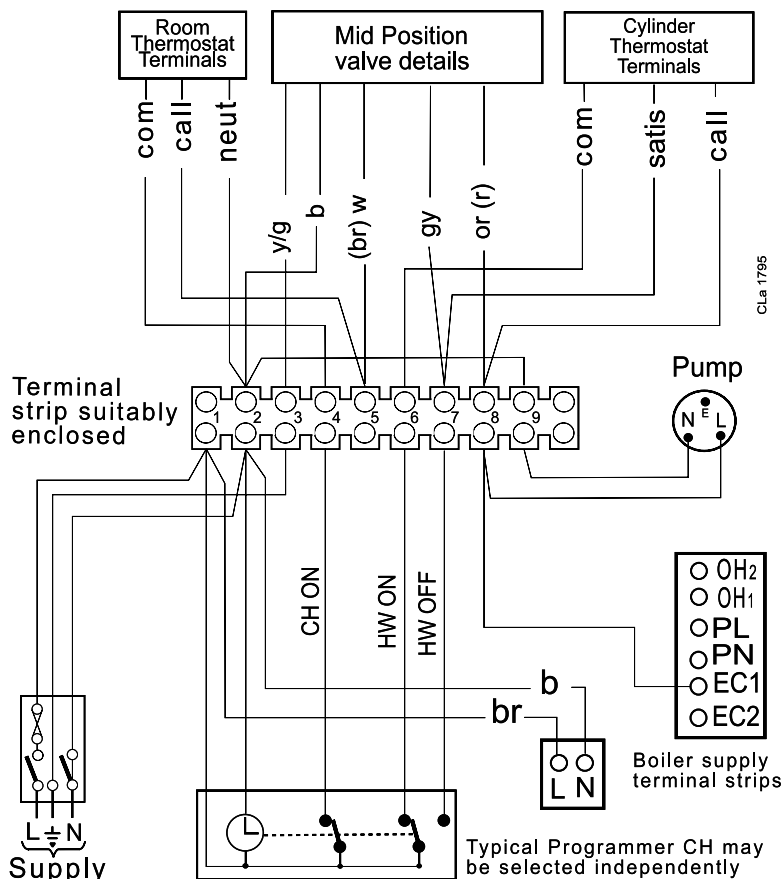 Room
Thermostat
Terminals
Mid Position
valve details
Cylinder
Thermostat
Terminals
com
call
neut
y/g
b
(br) w
gy
or (r)
com
satis
call
CLa 1795
Terminal
strip suitably
enclosed
1 2 3 4 5 6 7 8 9
Pump
N E L
CH ON
HW ON
HW OFF
OH2
OH1
PL
PN
EC1
EC2
b
br
L N
Boiler supply
terminal strips
L N
Supply
Typical Programmer CH may
be selected independently